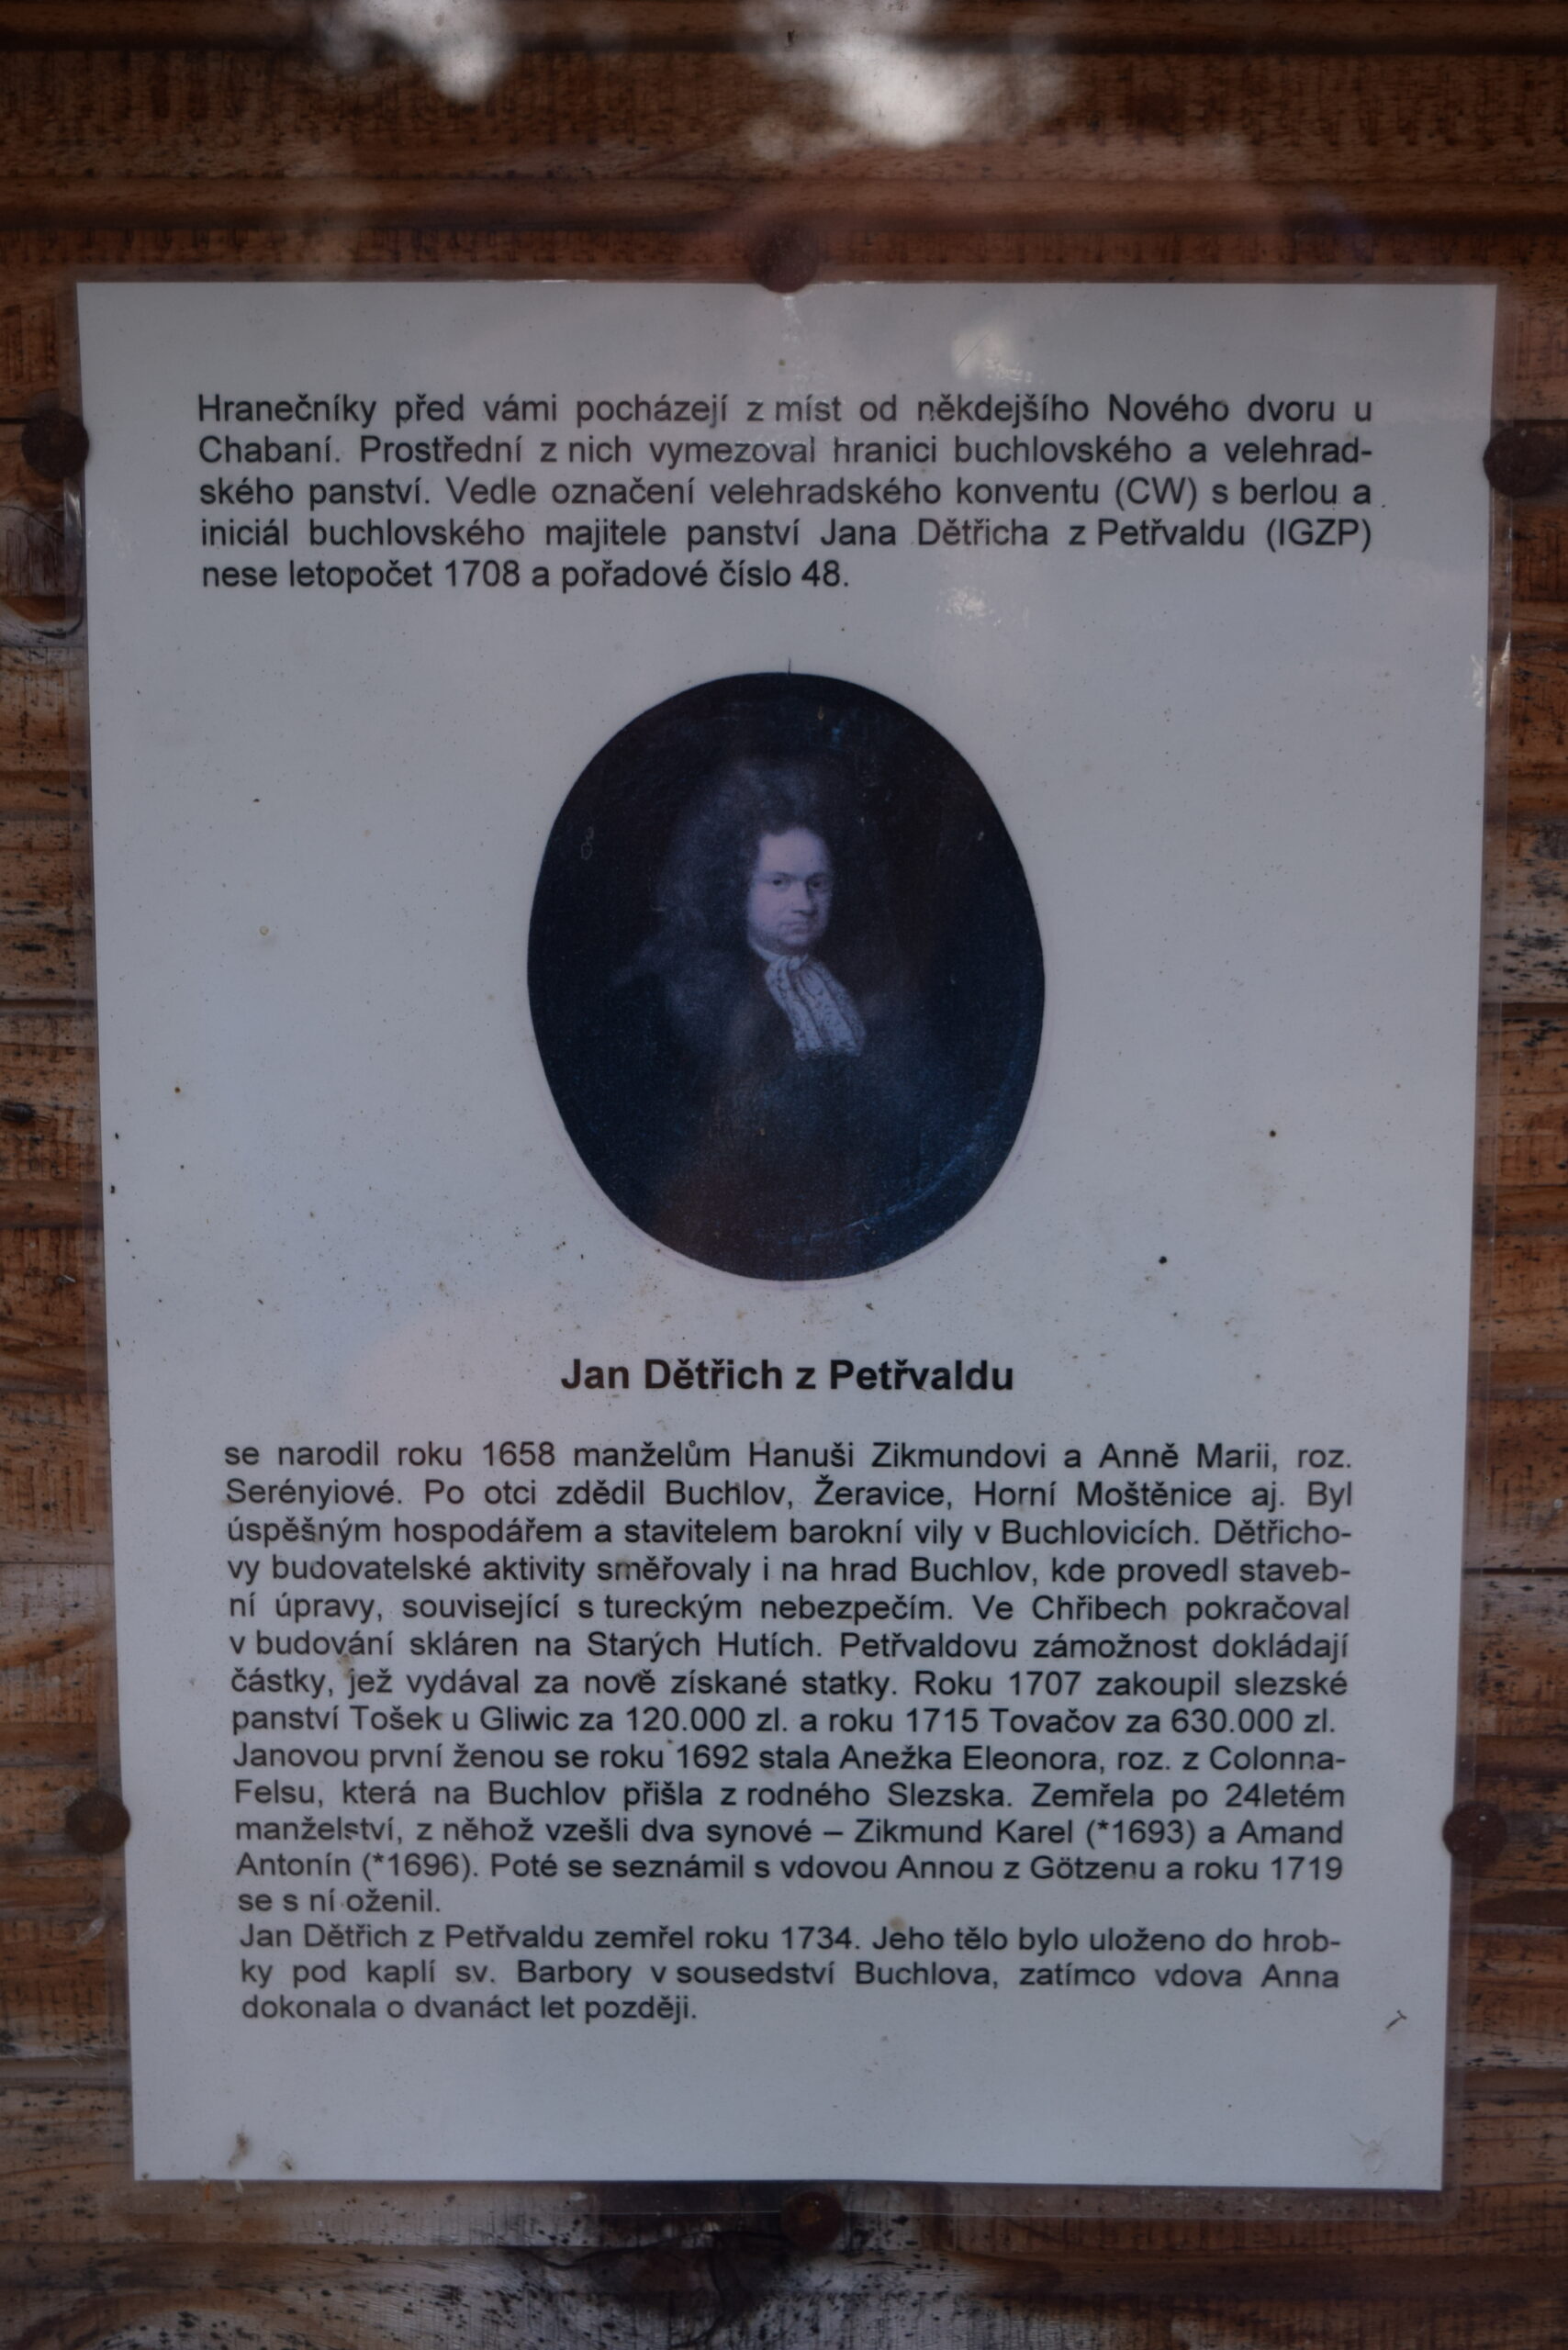 Hranečníky před vámi pocházejí z míst od někdejšího Nového dvoru u
Chabaní. Prostřední z nich vymezoval hranici buchlovského a velehrad-
ského panství. Vedle označení velehradského konventu (CW) s berlou a
iniciál buchlovského majitele panství Jana Dětřicha z Petřvaldu (IGZP)
nese letopočet 1708 a pořadové číslo 48.
Jan Dětřich z Petřvaldu
se narodil roku 1658 manželům Hanuši Zikmundovi a Anně Marii, roz.
Serényiové. Po otci zdědil Buchlov, Žeravice, Horní Moštěnice aj. Byl
úspěšným hospodářem a stavitelem barokní vily v Buchlovicích. Dětřicho-
vy budovatelské aktivity směřovaly i na hrad Buchlov, kde provedl staveb-
ní úpravy, související s tureckým nebezpečím. Ve Chřibech pokračoval
v budování skláren na Starých Hutích. Petřvaldovu zámožnost dokládají
částky, jež vydával za nově získané statky. Roku 1707 zakoupil slezské
panství Tošek u Gliwic za 120.000 zl. a roku 1715 Tovačov za 630.000 zl.
Janovou první ženou se roku 1692 stala Anežka Eleonora, roz. z Colonna-
Felsu, která na Buchlov přišla z rodného Slezska. Zemřela po 24letém
manželství, z něhož vzešli dva synové – Zikmund Karel (*1693) a Amand
Antonín (*1696). Poté se seznámil s vdovou Annou z Götzenu a roku 1719
se s ní oženil.
Jan Dětřich z Petřvaldu zemřel roku 1734. Jeho tělo bylo uloženo do hrob-
ky pod kaplí sv. Barbory v sousedství Buchlova, zatímco vdova Anna
dokonala o dvanáct let později.